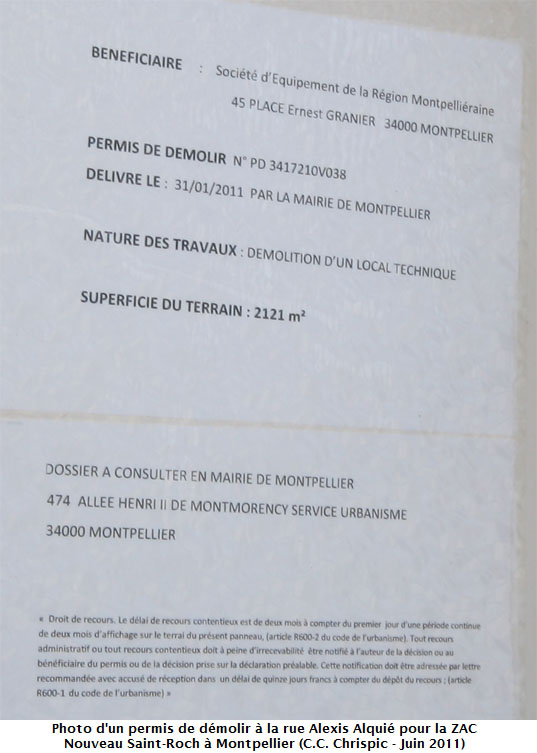 BENEFICIAIRE : Société d'Equipement de la Région Montpelliéraine
45 PLACE Ernest GRANIER 34000 MONTPELLIER
PERMIS DE DEMOLIR N° PD 3417210V038
DELIVRE LE : 31/01/2011 PAR LA MAIRIE DE MONTPELLIER
NATURE DES TRAVAUX : DEMOLITION D'UN LOCAL TECHNIQUE
SUPERFICIE DU TERRAIN : 2121 m²
DOSSIER A CONSULTER EN MAIRIE DE MONTPELLIER
474 ALLEE HENRI II DE MONTMORENCY SERVICE URBANISME
34000 MONTPELLIER
« Droit de recours. Le délai de recours contentieux est de deux mois à compter du premier jour d'une période continue
de deux mois d'affichage sur le terrai du présent panneau, (article R600-2 du code de l'urbanisme). Tout recours
administratif ou tout recours contentieux doit à peine d'irrecevabilité être notifié à l'auteur de la décision ou au
bénéficiaire du permis ou de la décision prise sur la déclaration préalable. Cette notification doit être adressée par lettre
recommandée avec accusé de réception dans un délai de quinze jours francs à compter du dépôt du recours ; (article
R600-1 du code de l'urbanisme) »
Photo d'un permis de démolir à la rue Alexis Alquié pour la ZAC
Nouveau Saint-Roch à Montpellier (C.C. Chrispic - Juin 2011)